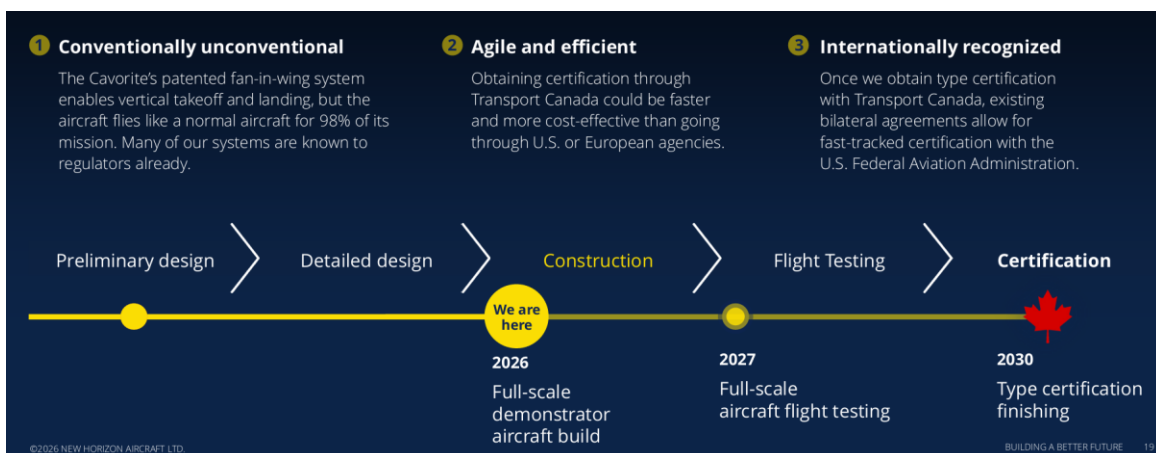 1 Conventionally unconventional
The Cavorite's patented fan-in-wing system
enables vertical takeoff and landing, but the
aircraft flies like a normal aircraft for 98% of its
mission. Many of our systems are known to
regulators already.
2 Agile and efficient
Obtaining certification through
Transport Canada could be faster
and more cost-effective than going
through U.S. or European agencies.
3 Internationally recognized
Once we obtain type certification
with Transport Canada, existing
bilateral agreements allow for
fast-tracked certification with the
U.S. Federal Aviation Administration.
Preliminary design
Detailed design
Construction
Flight Testing
Certification
We are
here
2026
Full-scale
demonstrator
aircraft build
2027
Full-scale
aircraft flight testing
2030
Type certification
finishing
©2026 NEW HORIZON AIRCRAFT LTD.
BUILDING A BETTER FUTURE 19